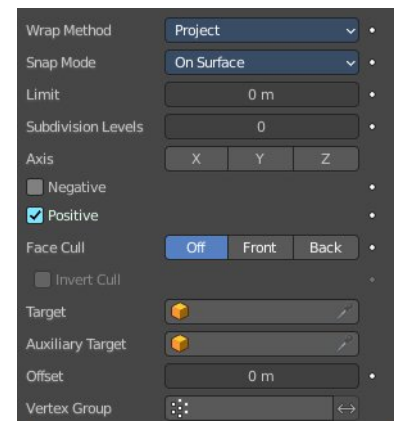 Wrap Method Project
Snap Mode On Surface
Limit 0 m
Subdivision Levels 0
Axis X Y Z
Negative
Positive
Face Cull Off Front Back
Invert Cull
Target
Auxiliary Target
Offset 0 m
Vertex Group